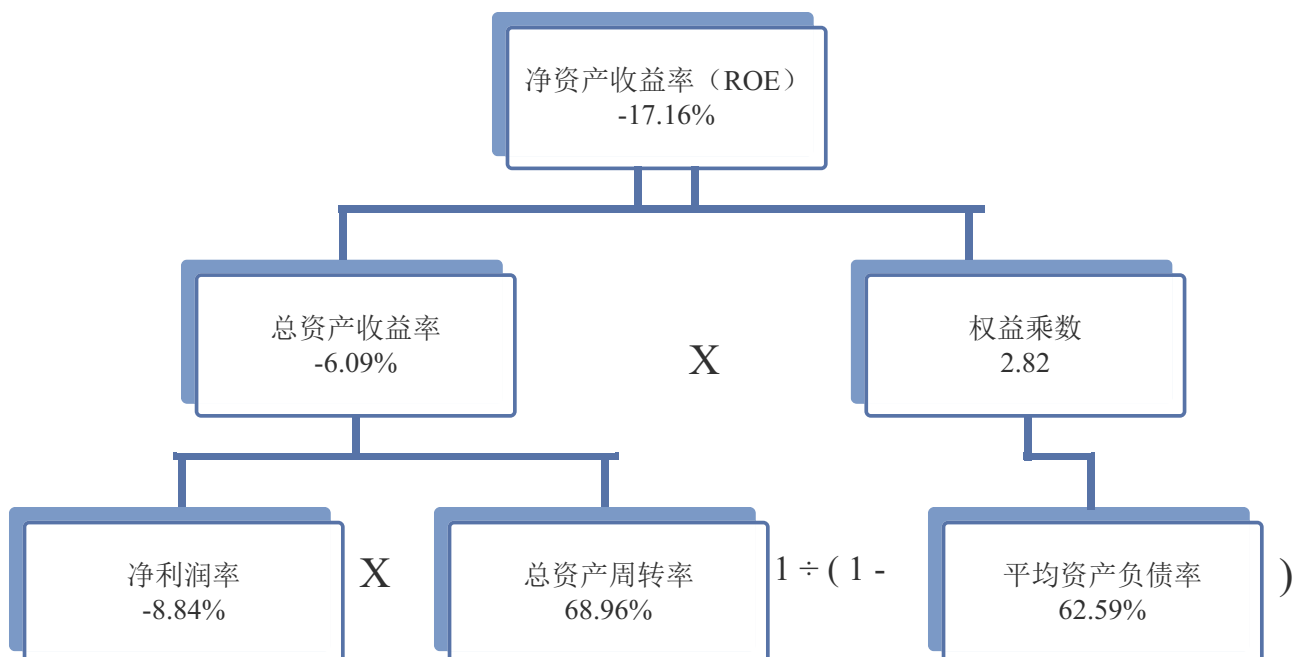 净资产收益率（ROE）
-17.16%
总资产收益率
-6.09%
X
权益乘数
2.82
净利润率
-8.84%
X
总资产周转率
68.96%
1 ÷ ( 1 -
平均资产负债率
62.59%
)